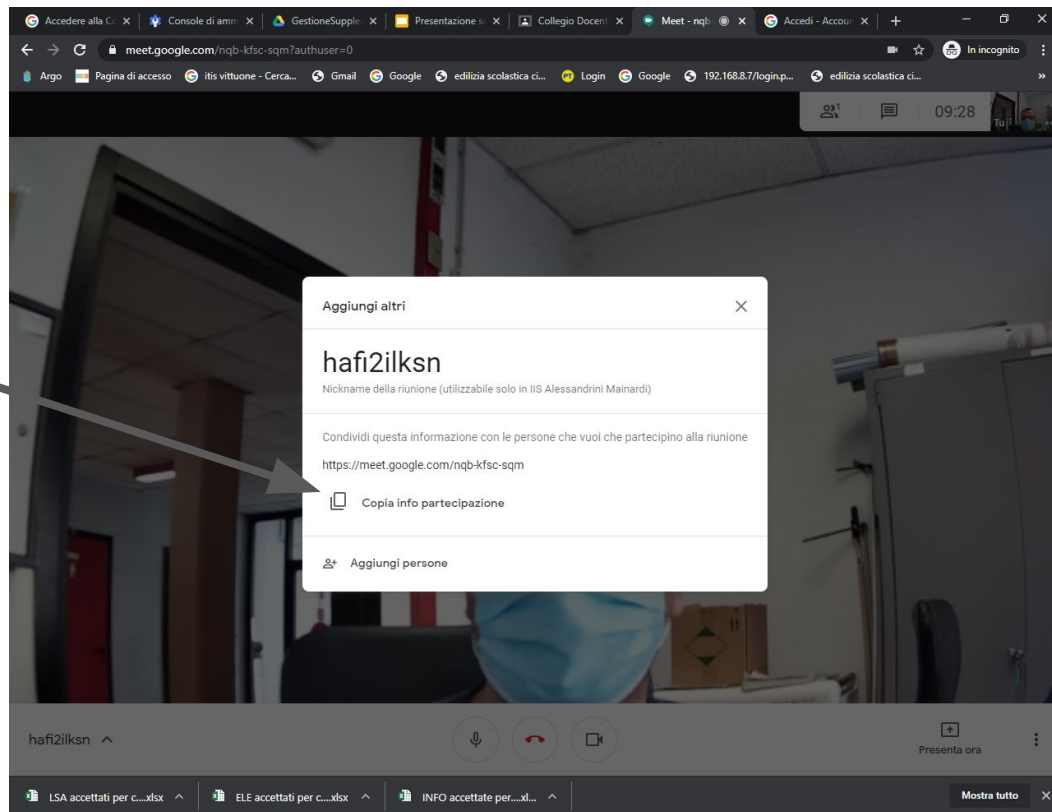 Accedere alla Co
Console di amm
GestioneSupple
Presentazione s
Collegio Docent
Meet - nqb
Accedi - Accoun
meet.google.com/nqb-kfsc-sqm?authuser=0
In incognito
Argo
Pagina di accesso
itis vittuone - Cerca...
Gmail
Google
edilizia scolastica ci...
Login
Google
192.168.8.7/login.p...
edilizia scolastica ci...
1
09:28
Tu
Aggiungi altri
hafi2ilksn
Nickname della riunione (utilizzabile solo in IIS Alessandrini Mainardi)
Condividi questa informazione con le persone che vuoi che partecipino alla riunione
https://meet.google.com/nqb-kfsc-sqm
Copia info partecipazione
Aggiungi persone
hafi2ilksn
Presenta ora
LSA accettati per c....xlsx
ELE accettati per c....xlsx
INFO accettate per....xl...
Mostra tutto